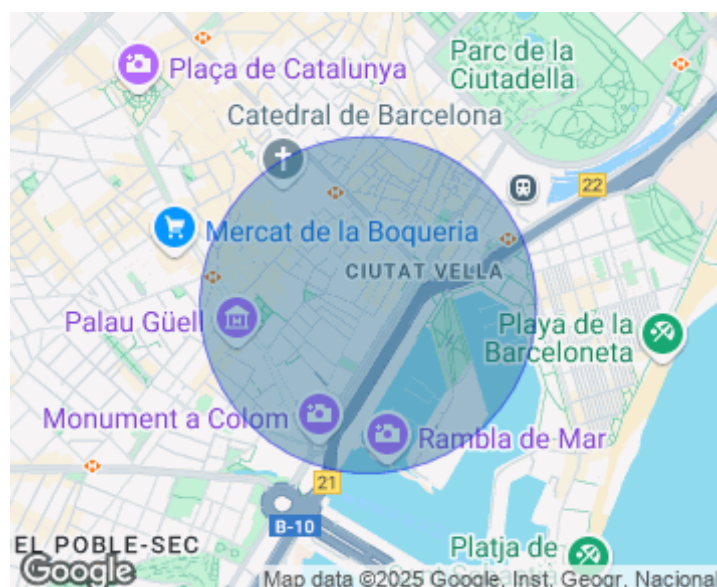 Parc de la
Ciutadella
Plaça de Catalunya
Catedral de Barcelona
22
Mercat de la Boqueria
CIUTAT VELLA
Palau Güell
Playa de la
Barceloneta
Monument a Colom
Rambla de Mar
21
B-10
EL POBLE-SEC
Platja de
Google
Map data ©2025 Google, Inst. Geogr. Nacional